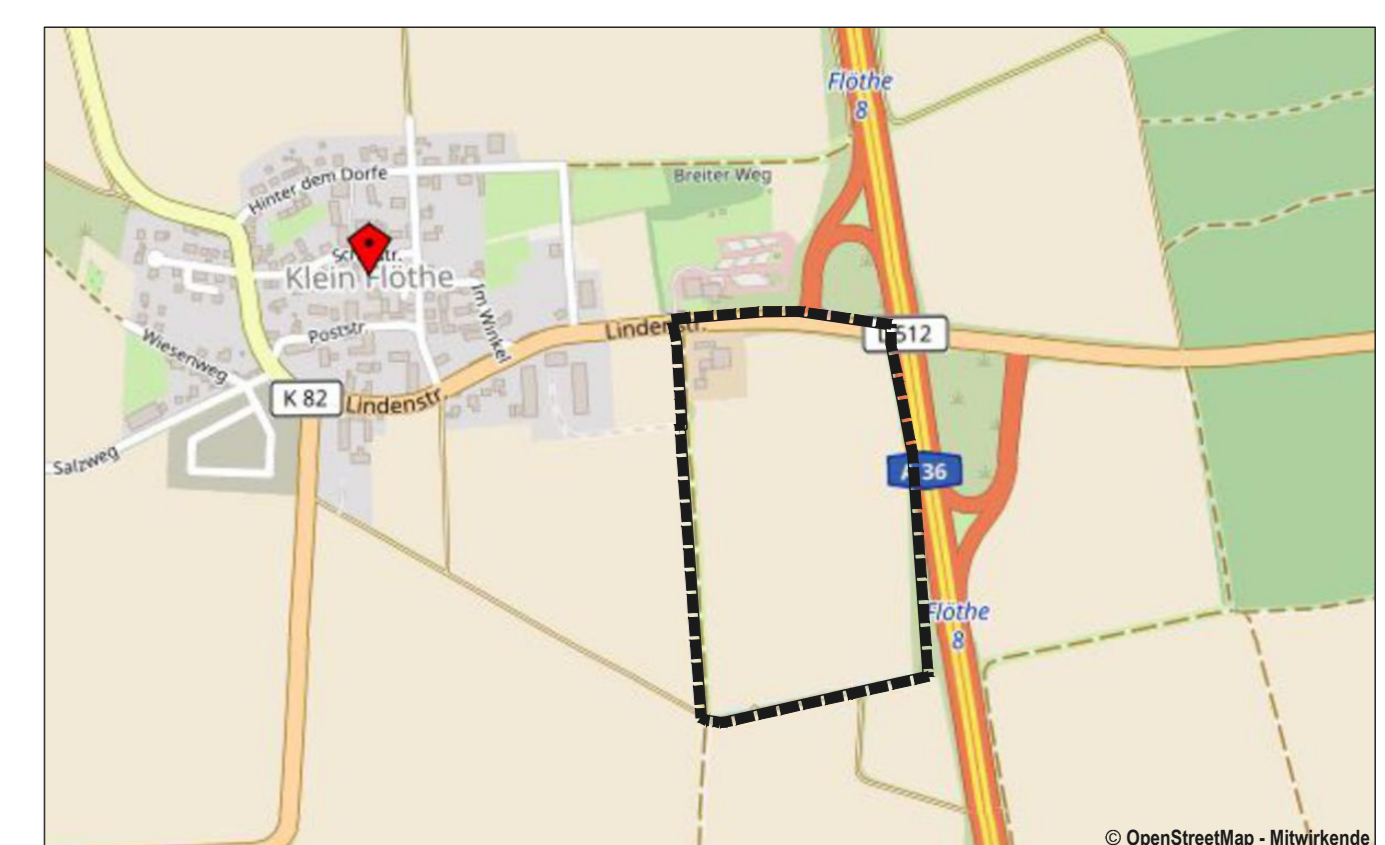 Flöthe
8
Breiter Weg
Hinter dem Dorfe
Klein Flöthe
Im Winkel
Poststr.
Lindenstr.
512
Wiesenweg
K 82
Lindenstr.
Salzweg
A 36
Flöthe
8
© OpenStreetMap - Mitwirkende